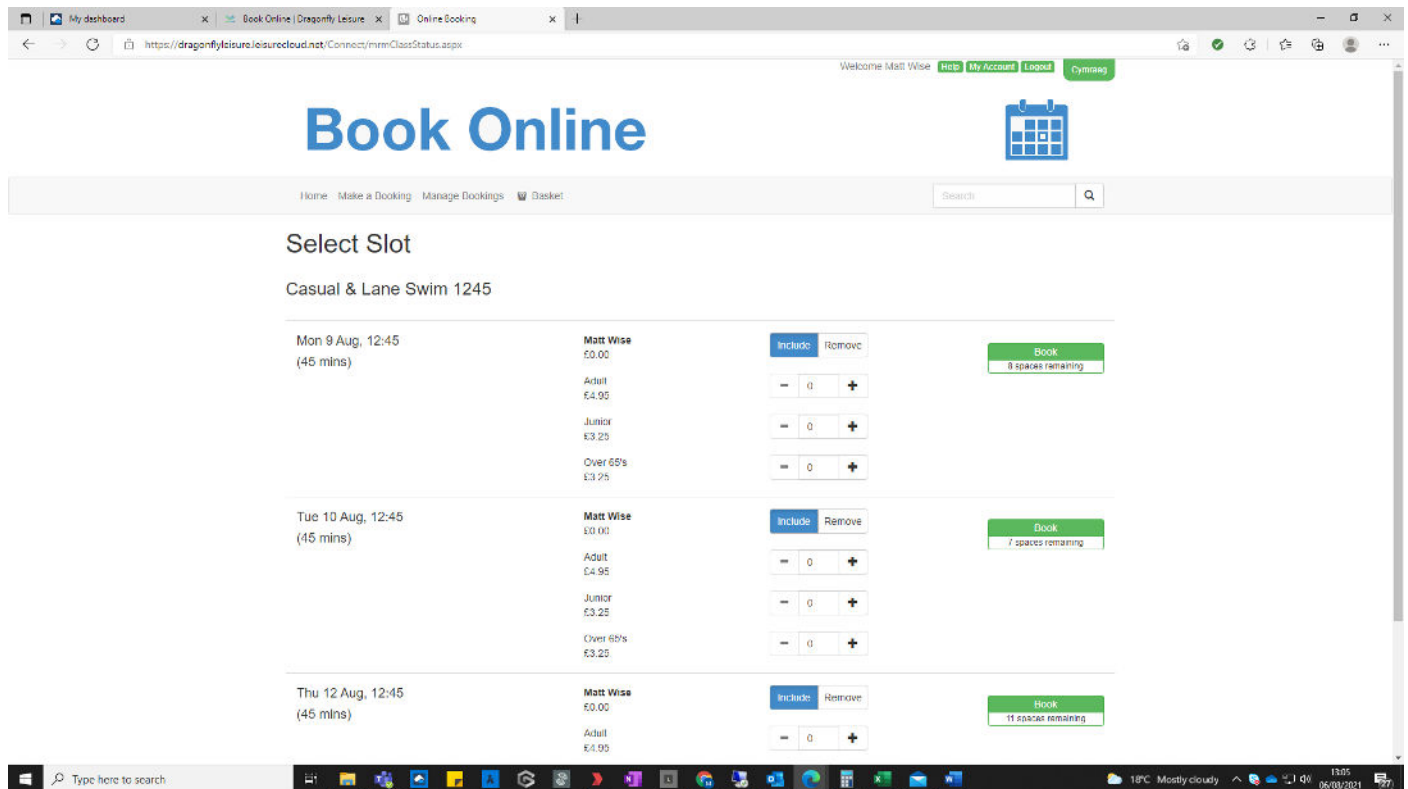 My dashboard
Book Online | Dragonfly Leisure
Online Booking
https://dragonflyleisure.leisurecloud.net/Connect/mrmClassStatus.aspx
Welcome Matt Wise Help My Account Logout Cymraeg
Book Online
Home Make a Booking Manage Bookings Basket Search
Select Slot
Casual & Lane Swim 1245
Mon 9 Aug, 12:45
(45 mins)
Matt Wise
£0.00
Include Remove
Book
8 spaces remaining
Adult
£4.95
0
Junior
£3.25
0
Over 65's
£3.25
0
Tue 10 Aug, 12:45
(45 mins)
Matt Wise
£0.00
Include Remove
Book
7 spaces remaining
Adult
£4.95
0
Junior
£3.25
0
Over 65's
£3.25
0
Thu 12 Aug, 12:45
(45 mins)
Matt Wise
£0.00
Include Remove
Book
11 spaces remaining
Adult
£4.95
0
Type here to search
18°C Mostly cloudy
13:05
06/08/2021
27